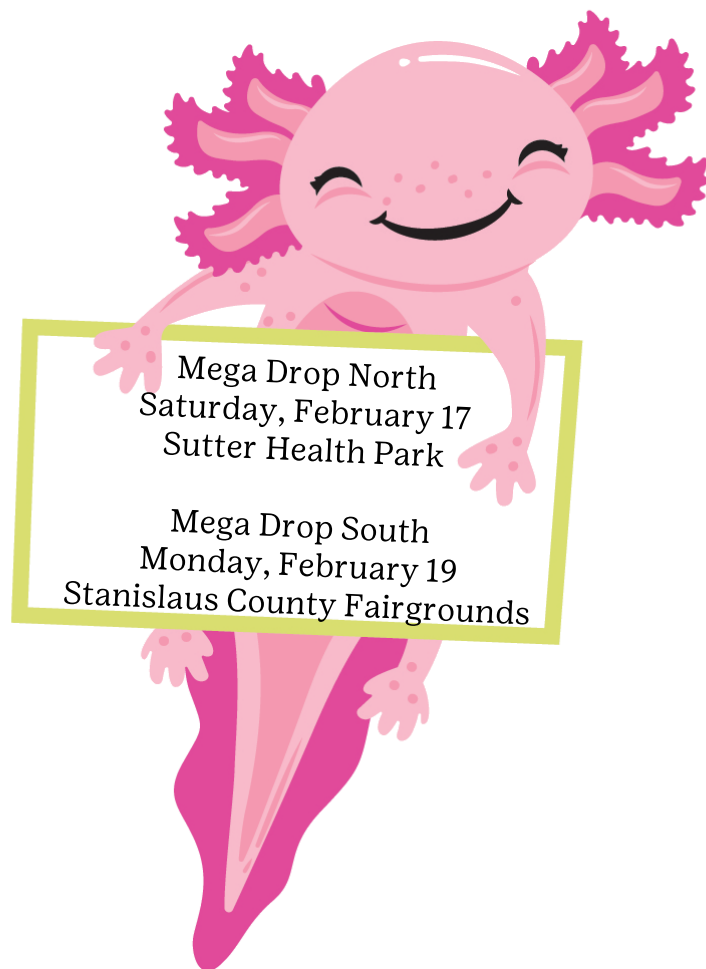 Mega Drop North
Saturday, February 17
Sutter Health Park
Mega Drop South
Monday, February 19
Stanislaus County Fairgrounds